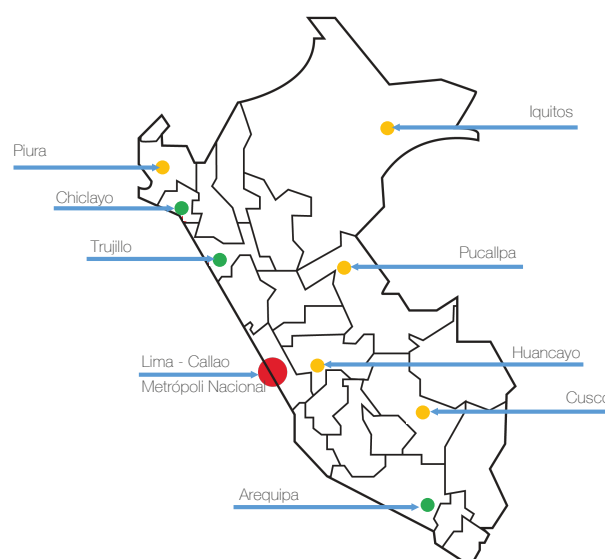 Iquitos
Piura
Chiclayo
Trujillo
Pucallpa
Lima - Callao
Metrópoli Nacional
Huancayo
Cusco
Arequipa